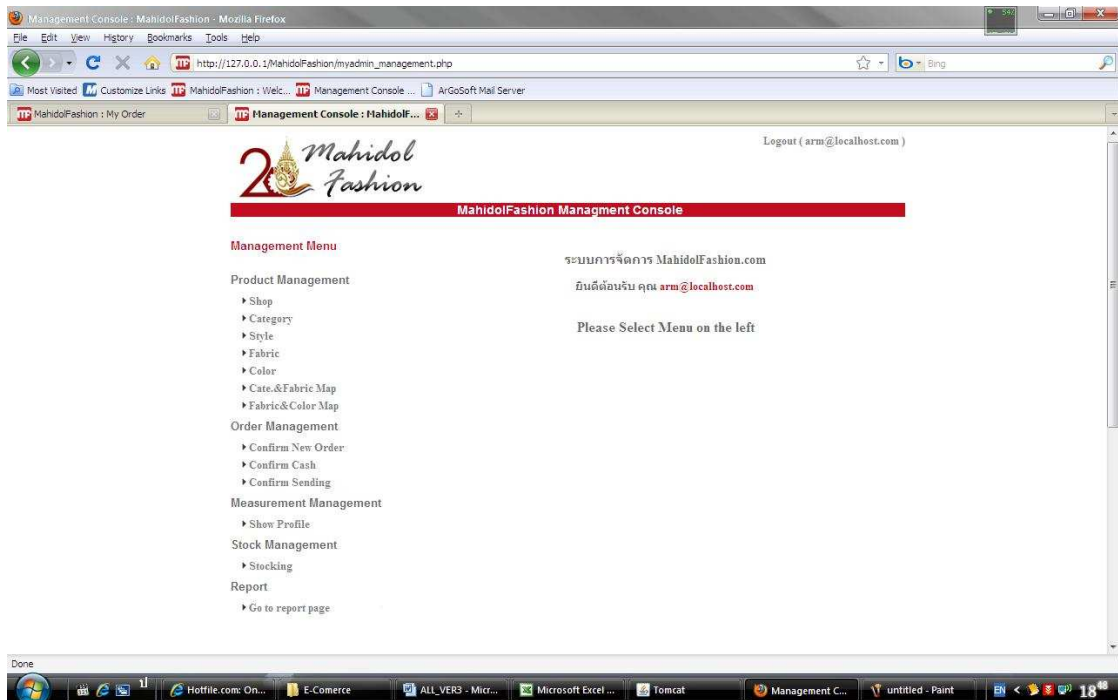 Management Console : MahidolFashion - Mozilla Firefox
File Edit View History Bookmarks Tools Help
http://127.0.0.1/MahidolFashion/myadmin_management.php
Bing
Most Visited Customize Links MahidolFashion : Welc... Management Console ... ArGoSoft Mail Server
MahidolFashion : My Order Management Console : MahidolF...
Logout ( arm@localhost.com )
Mahidol
Fashion
MahidolFashion Managment Console
Management Menu
ระบบการจัดการ MahidolFashion.com
ยินดีต้อนรับ คุณ arm@localhost.com
Please Select Menu on the left
Product Management
Shop
Category
Style
Fabric
Color
Cate.&Fabric Map
Fabric&Color Map
Order Management
Confirm New Order
Confirm Cash
Confirm Sending
Measurement Management
Show Profile
Stock Management
Stocking
Report
Go to report page
Done
Hotfile.com: On... E-Comerce ALL_VER3 - Micr... Microsoft Excel ... Tomcat Management C... untitled - Paint EN